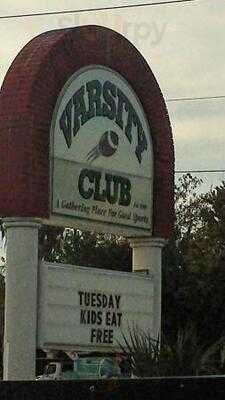 VARSITY
CLUB
A Gathering Place For Good Sports
TUESDAY
KIDS EAT
FREE